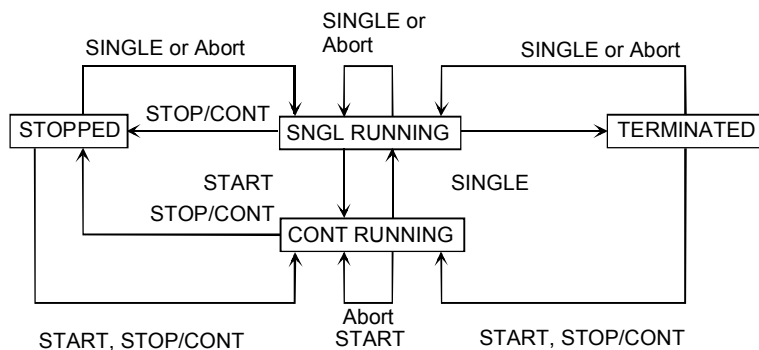 SINGLE or
Abort
SINGLE or Abort
SINGLE or Abort
STOP/CONT
STOPPED
SNGL RUNNING
TERMINATED
START
SINGLE
STOP/CONT
CONT RUNNING
Abort
START
START, STOP/CONT
START, STOP/CONT